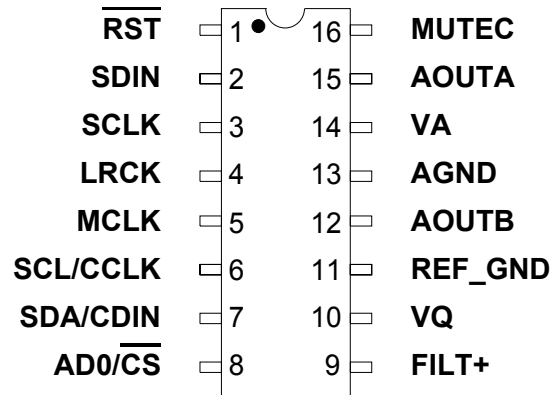 RST 1 16 MUTEC
SDIN 2 15 AOUTA
SCLK 3 14 VA
LRCK 4 13 AGND
MCLK 5 12 AOUTB
SCL/CCLK 6 11 REF_GND
SDA/CDIN 7 10 VQ
AD0/CS 8 9 FILT+